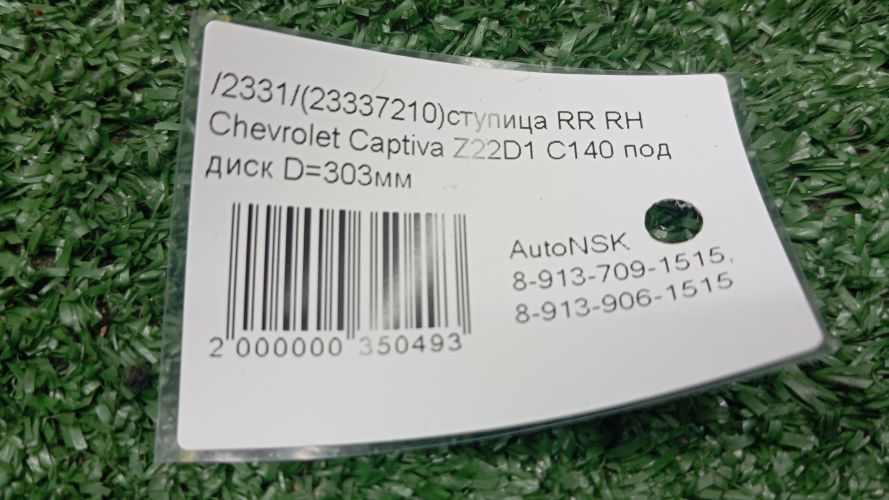 /2331/(23337210)ступица RR RH
Chevrolet Captiva Z22D1 C140 под
диск D=303мм
AutoNSK
8-913-709-1515,
8-913-906-1515
2 000000 350493